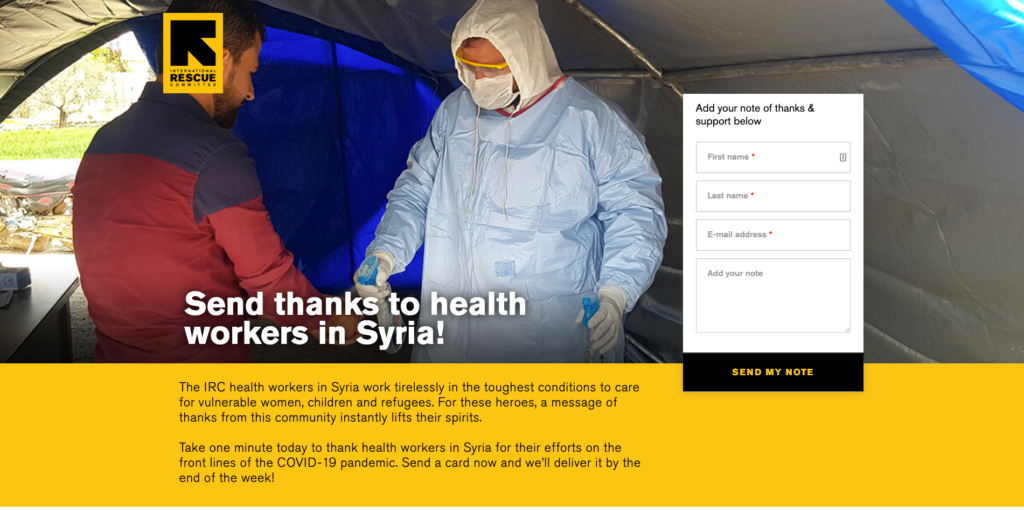 INTERNATIONAL
RESCUE
COMMITTEE
Send thanks to health
workers in Syria!
Add your note of thanks &
support below
First name *
Last name *
E-mail address *
Add your note
SEND MY NOTE
The IRC health workers in Syria work tirelessly in the toughest conditions to care
for vulnerable women, children and refugees. For these heroes, a message of
thanks from this community instantly lifts their spirits.
Take one minute today to thank health workers in Syria for their efforts on the
front lines of the COVID-19 pandemic. Send a card now and we'll deliver it by the
end of the week!